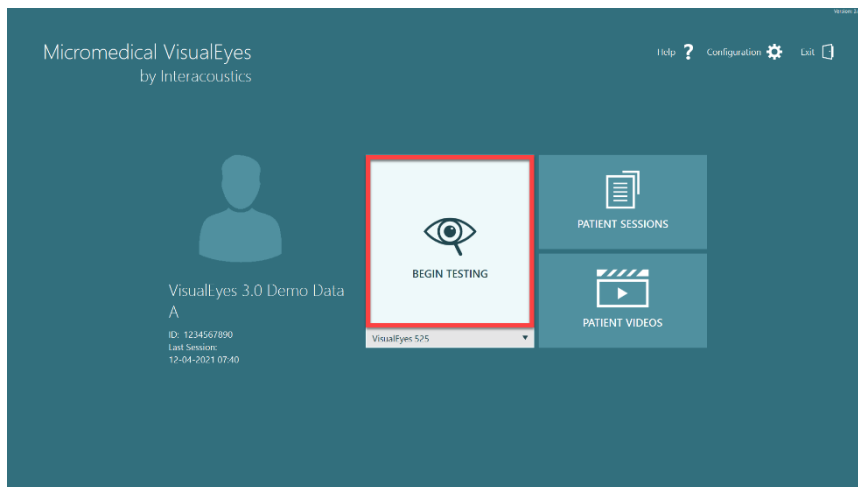 Micromedical VisualEyes
by Interacoustics
Help ?
Configuration
Exit
BEGIN TESTING
VisualEyes 525
PATIENT SESSIONS
PATIENT VIDEOS
VisualEyes 3.0 Demo Data
A
ID: 1234567890
Last Session:
12-04-2021 07:40